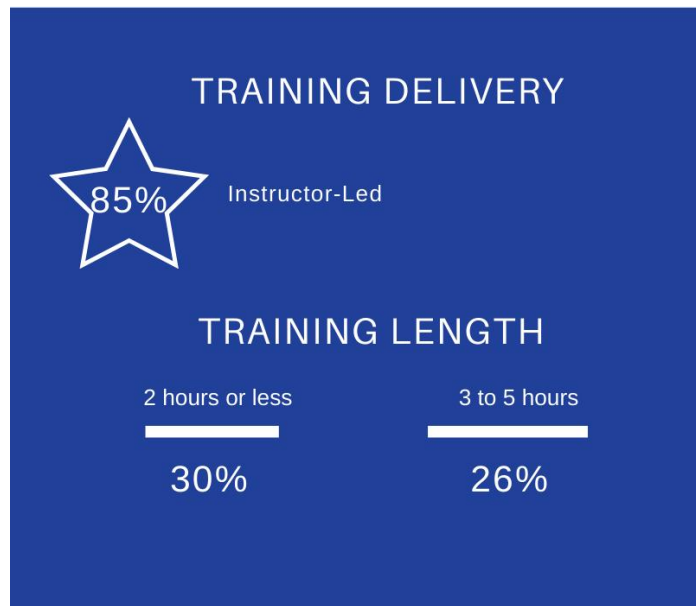 TRAINING DELIVERY
85%
Instructor-Led
TRAINING LENGTH
2 hours or less
3 to 5 hours
30%
26%